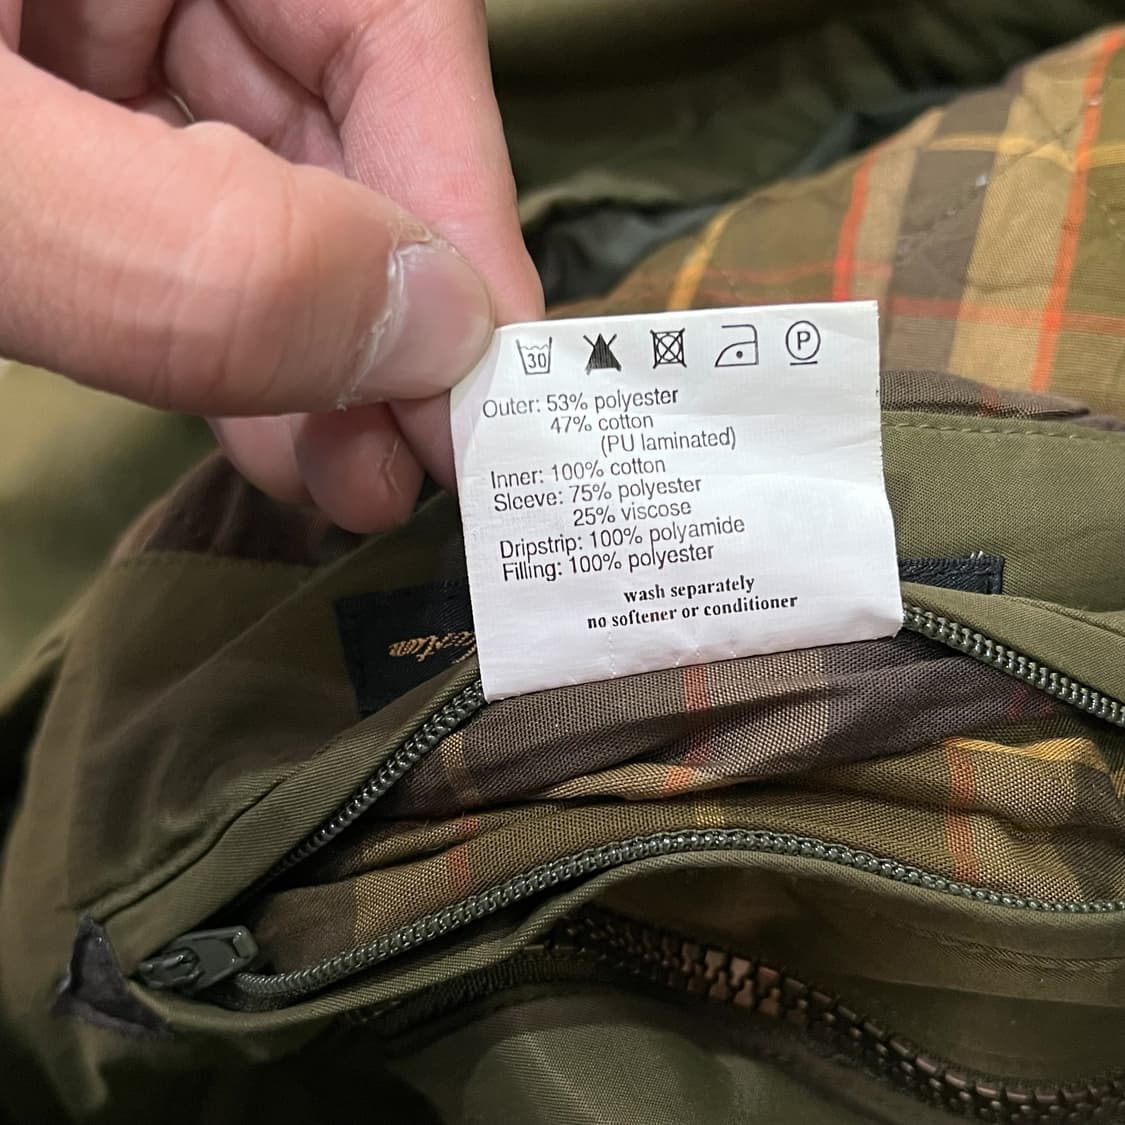 30
P
Outer: 53% polyester
47% cotton
(PU laminated)
Inner: 100% cotton
Sleeve: 75% polyester
25% viscose
Dripstrip: 100% polyamide
Filling: 100% polyester
wash separately
no softener or conditioner